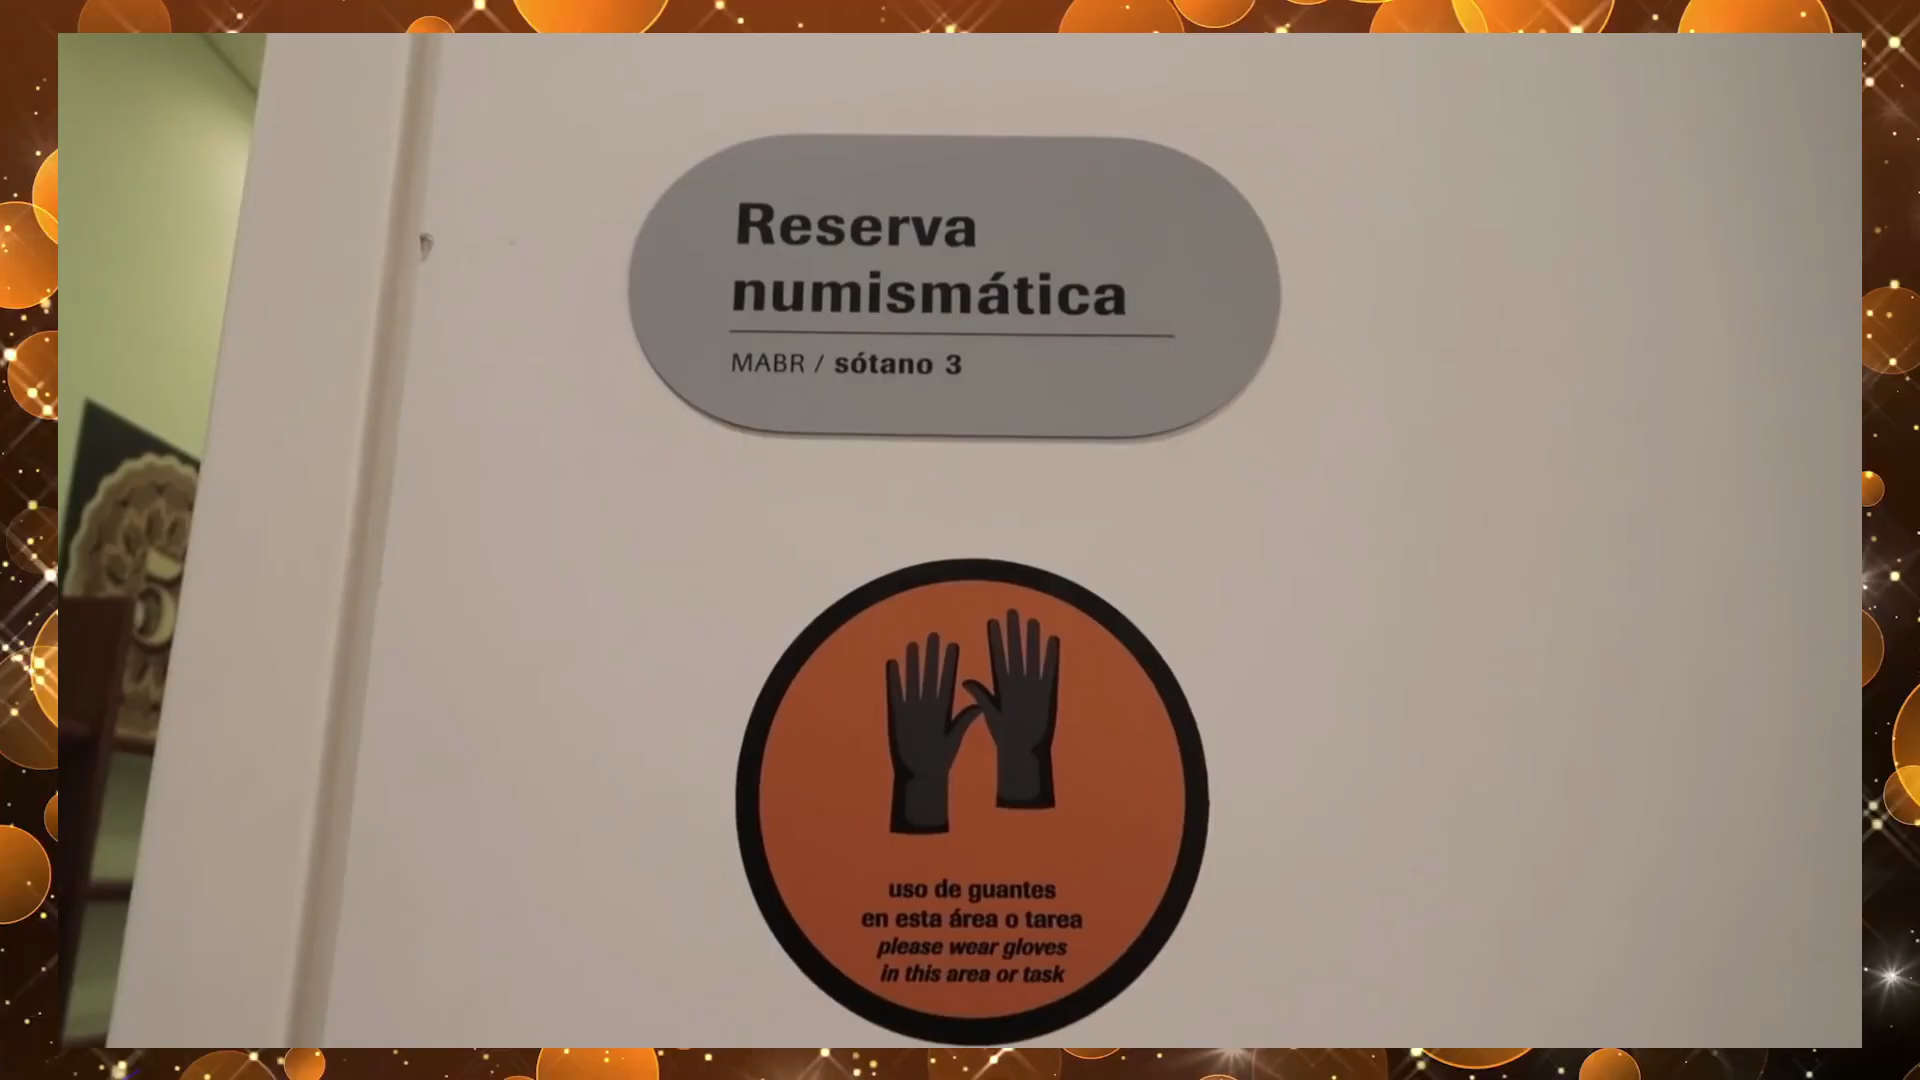 Reserva
numismática
MABR / sótano 3
uso de guantes
en esta área o tarea
please wear gloves
in this area or task